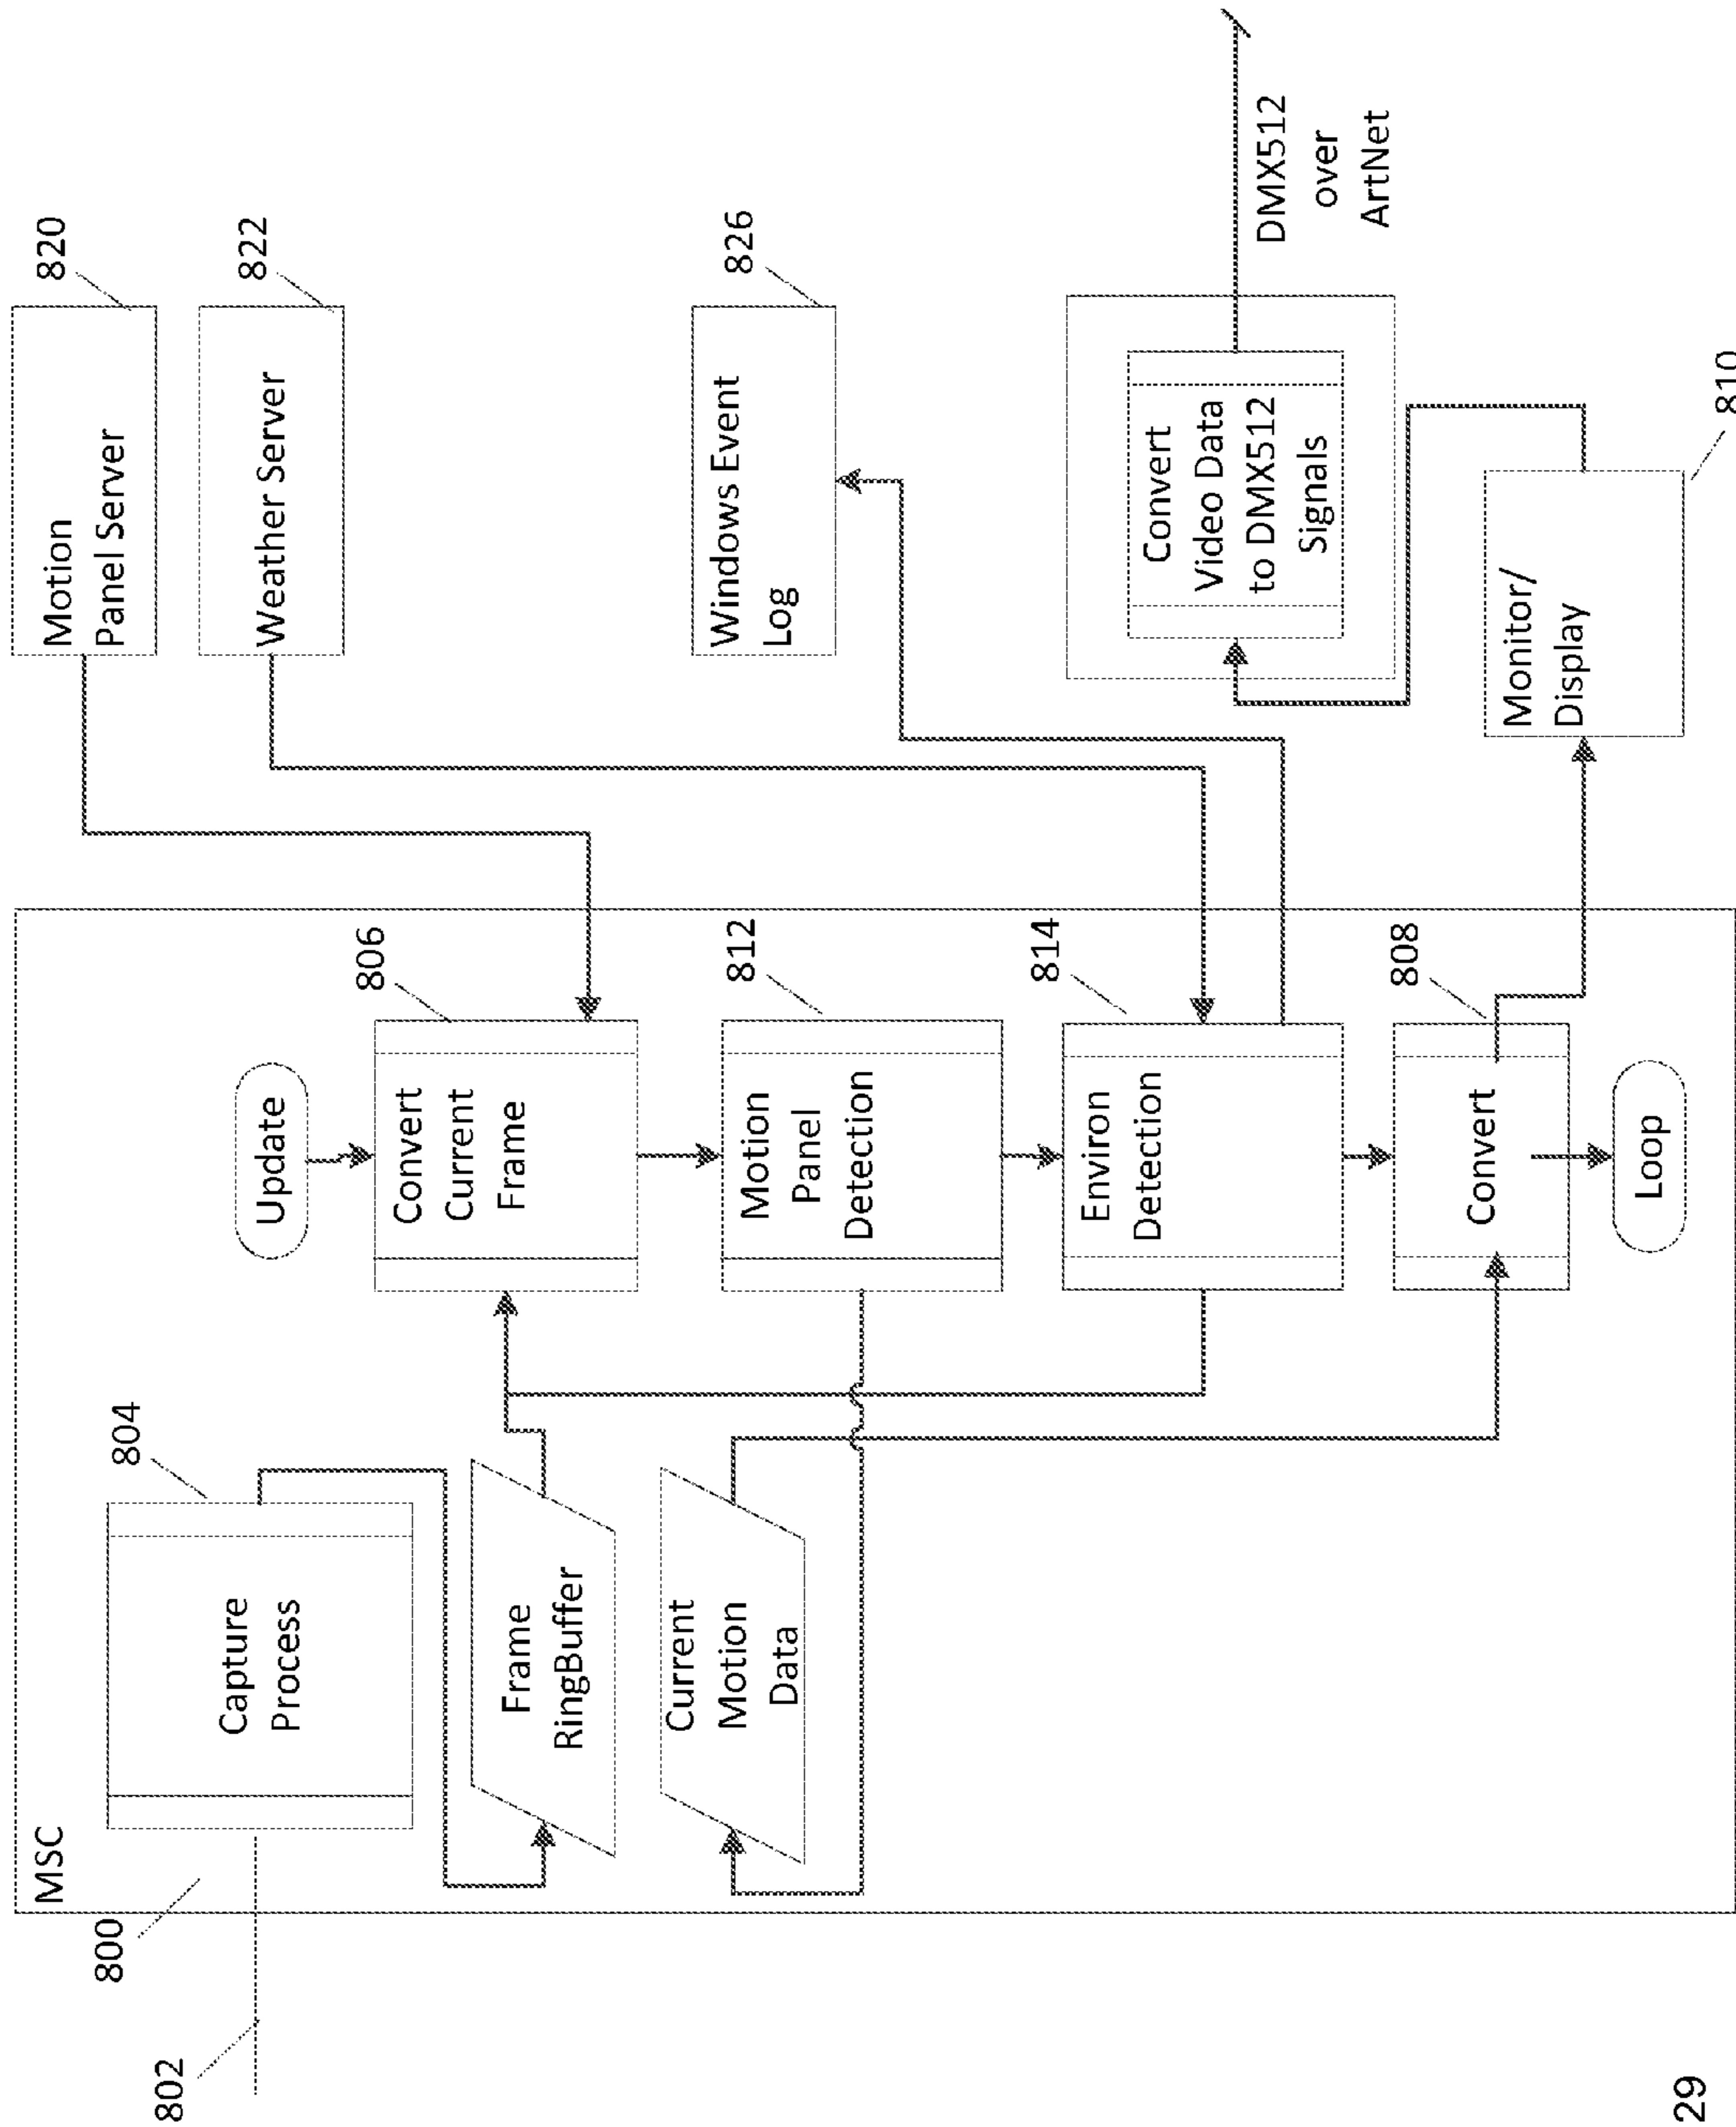 MSC
800
802
Capture
Process
804
Frame
RingBuffer
Current
Motion
Data
Update
Convert
Current
Frame
806
Motion
Panel
Detection
812
Environ
Detection
814
Convert
808
Loop
Motion
Panel Server
820
Weather Server
822
Windows Event
Log
826
Convert
Video Data
to DMX512
Signals
DMX512
over
ArtNet
Monitor/
Display
810
29